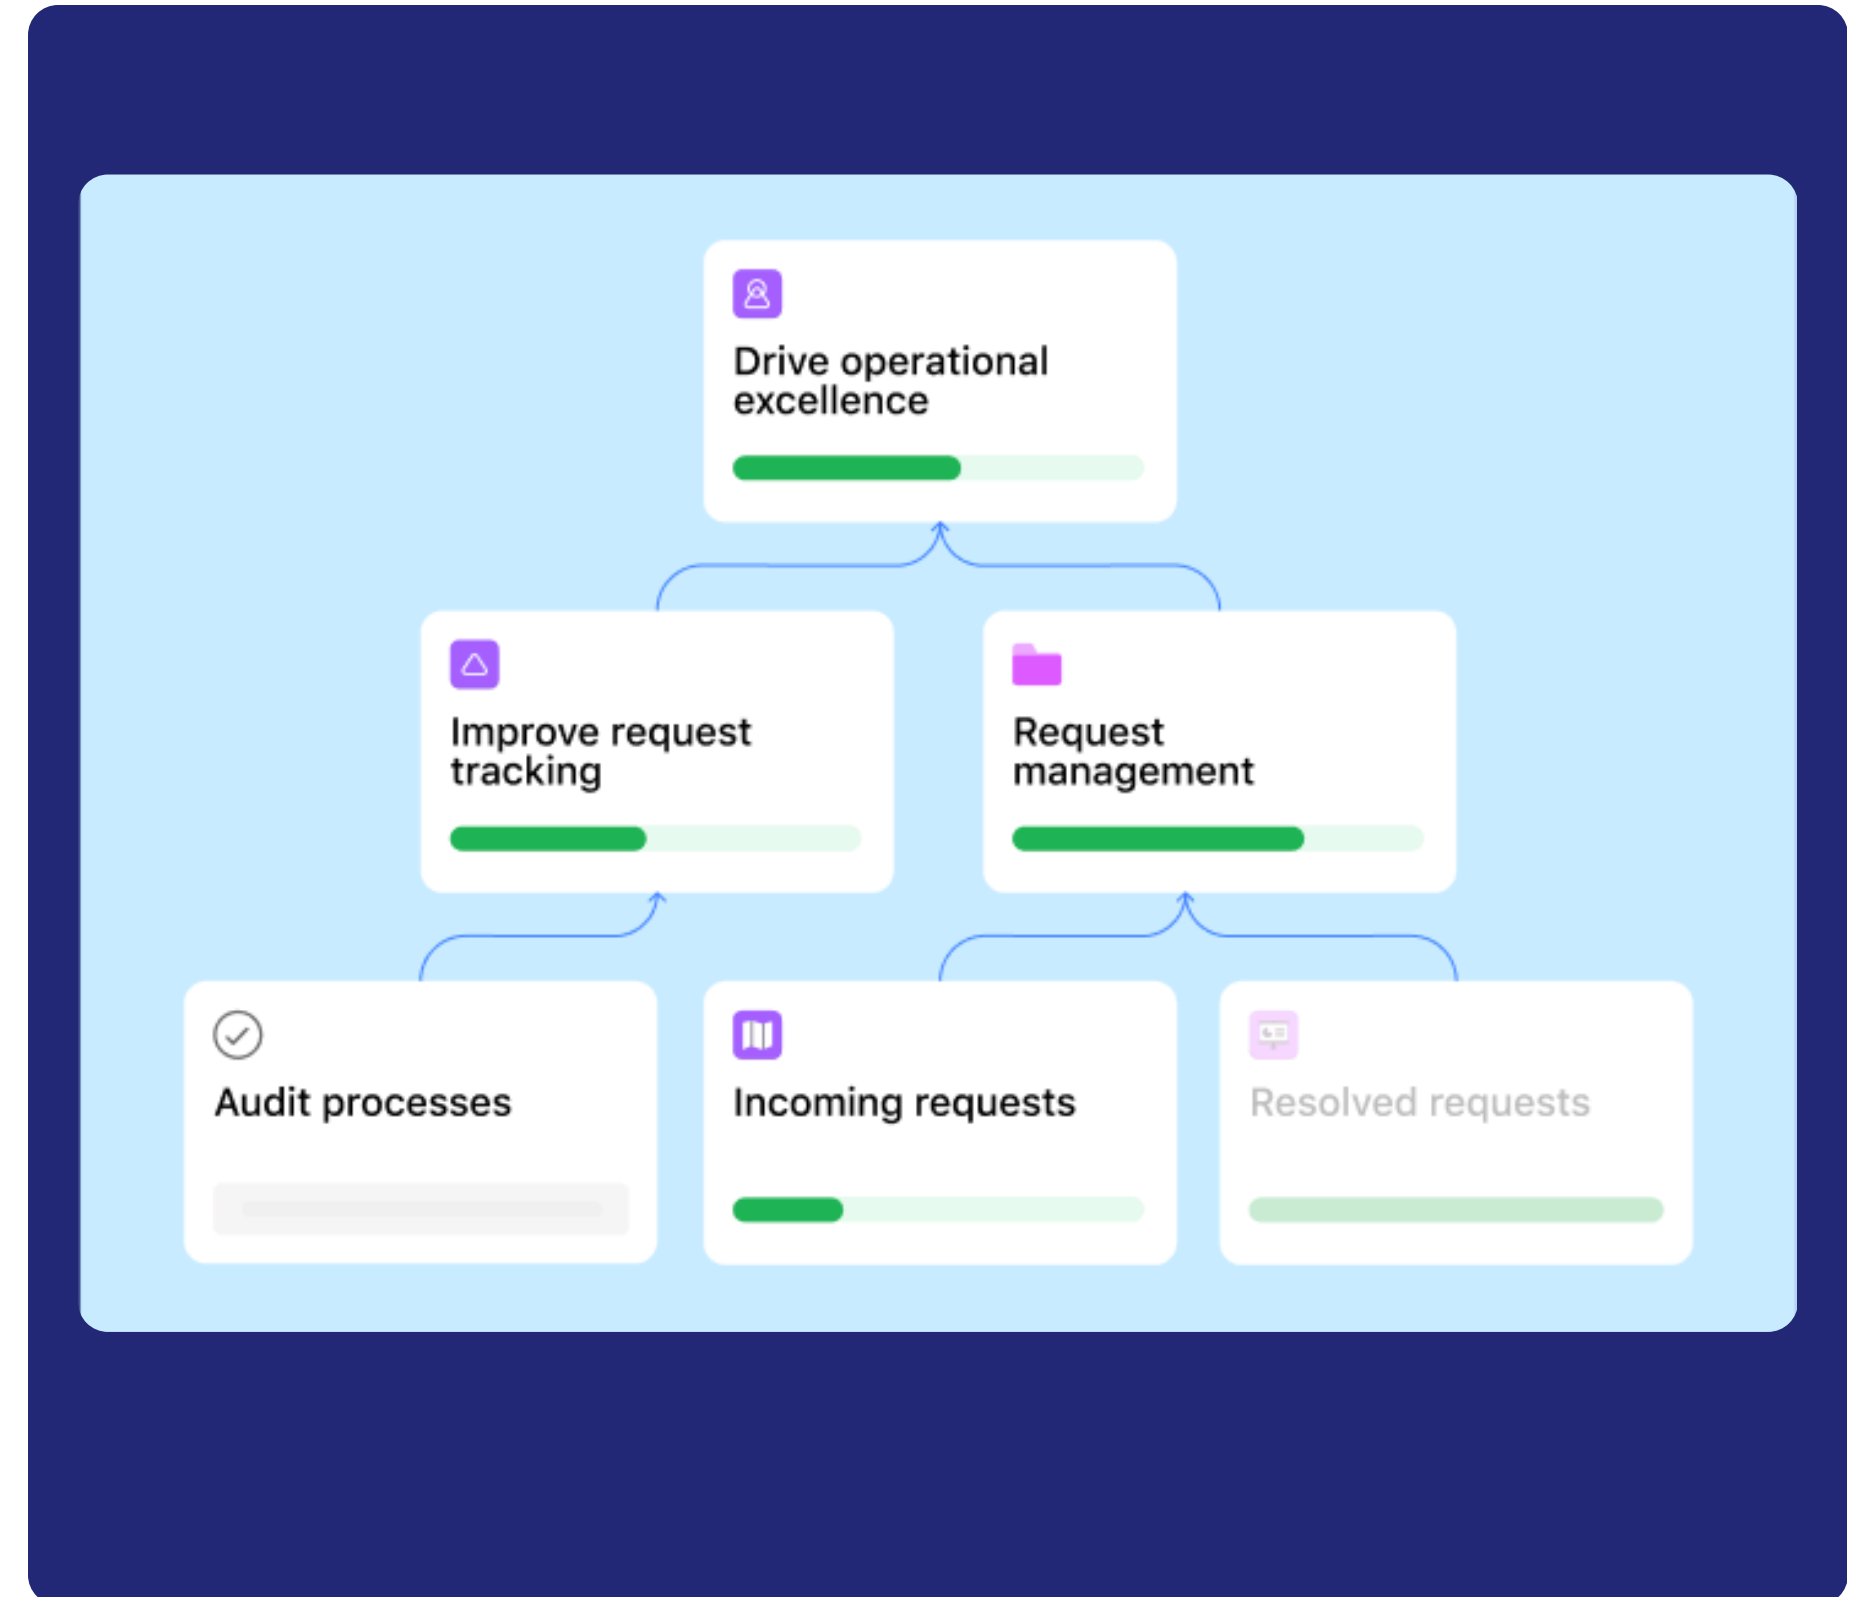 Drive operational
excellence
Improve request
tracking
Request
management
Audit processes
Incoming requests
Resolved requests